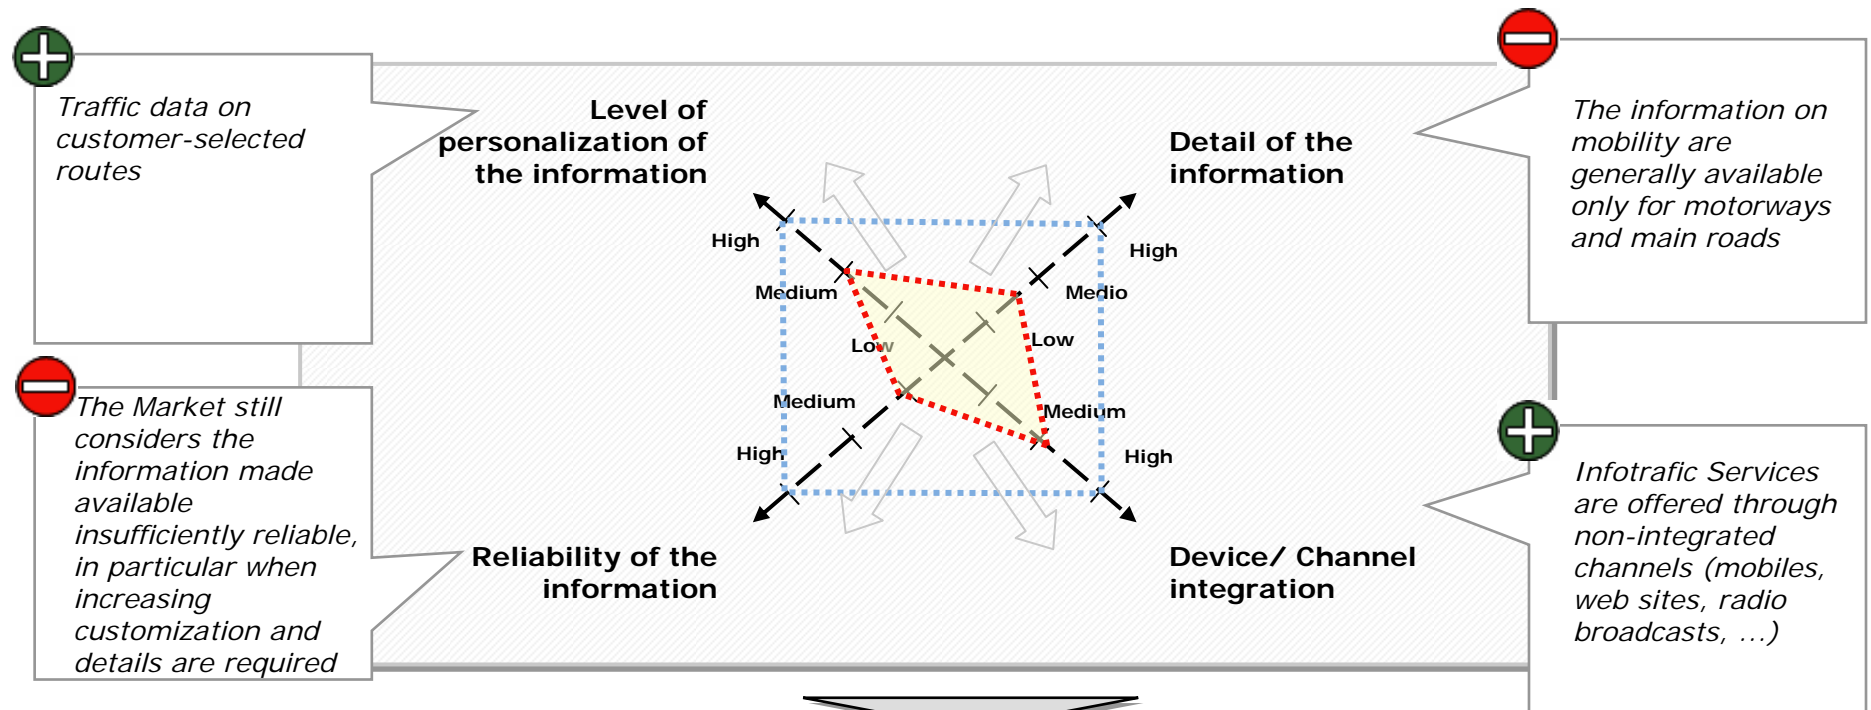 Traffic data on
customer-selected
routes
Level of
personalization of
the information
Detail of the
information
The information on
mobility are
generally available
only for motorways
and main roads
High
High
Medium
Medio
Low
Low
Medium
Medium
High
High
The Market still
considers the
information made
available
insufficiently reliable,
in particular when
increasing
customization and
details are required
Reliability of the
information
Device/ Channel
integration
Infotrafic Services
are offered through
non-integrated
channels (mobiles,
web sites, radio
broadcasts, ...)